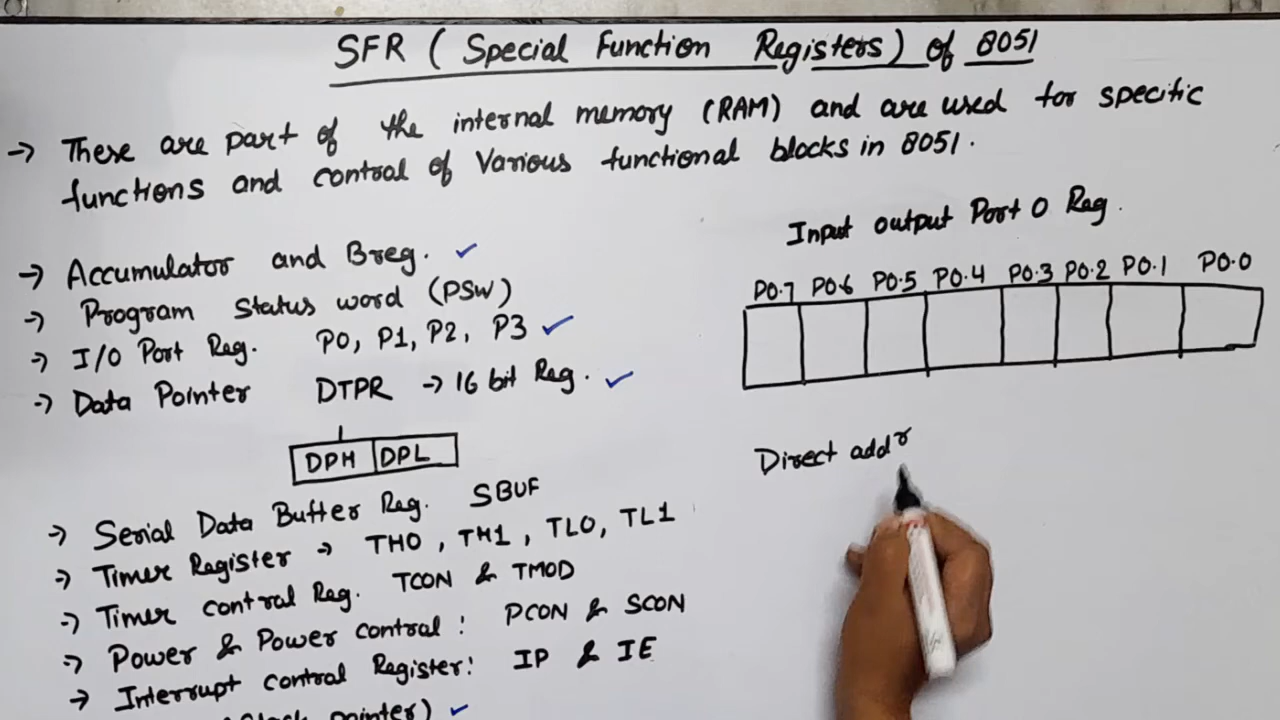 SFR (Special Function Registers) of 8051
→ These are part of the internal memory (RAM) and are used for specific
functions and control of Various functional blocks in 8051.
→ Accumulator and B reg. ✓
→ Program Status word (PSW)
→ I/O Port Reg. P0, P1, P2, P3 ✓
→ Data Pointer DTPR → 16 bit Reg. ✓
DPH DPL
→ Serial Data Buffer Reg. SBUF
→ Timer Register → TH0, TH1, TL0, TL1
→ Timer control Reg. TCON & TMOD
→ Power & Power control : PCON & SCON
→ Interrupt control Register : IP & IE
pointer) ✓
Input output Port 0 Reg.
P0.7 P0.6 P0.5 P0.4 P0.3 P0.2 P0.1 P0.0
Direct addr